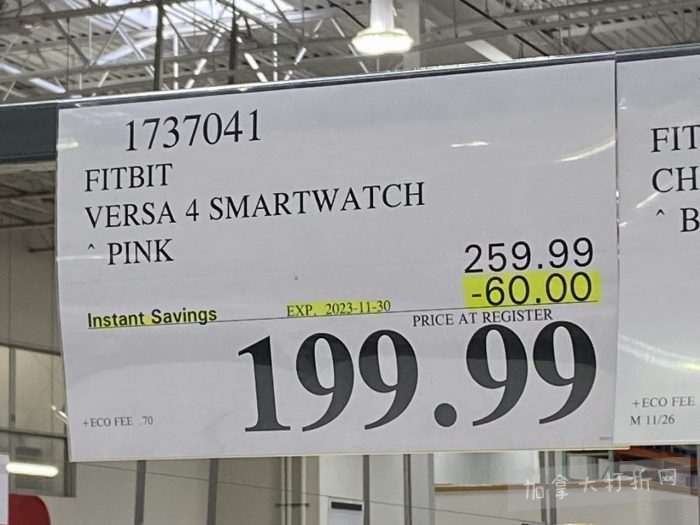 1737041
FITBIT
VERSA 4 SMARTWATCH
^ PINK
259.99
-60.00
Instant Savings EXP. 2023-11-30
PRICE AT REGISTER
199.99
+ECO FEE .70
FIT
CH
^ B
+ECO FEE
M 11/26
加拿大打折网